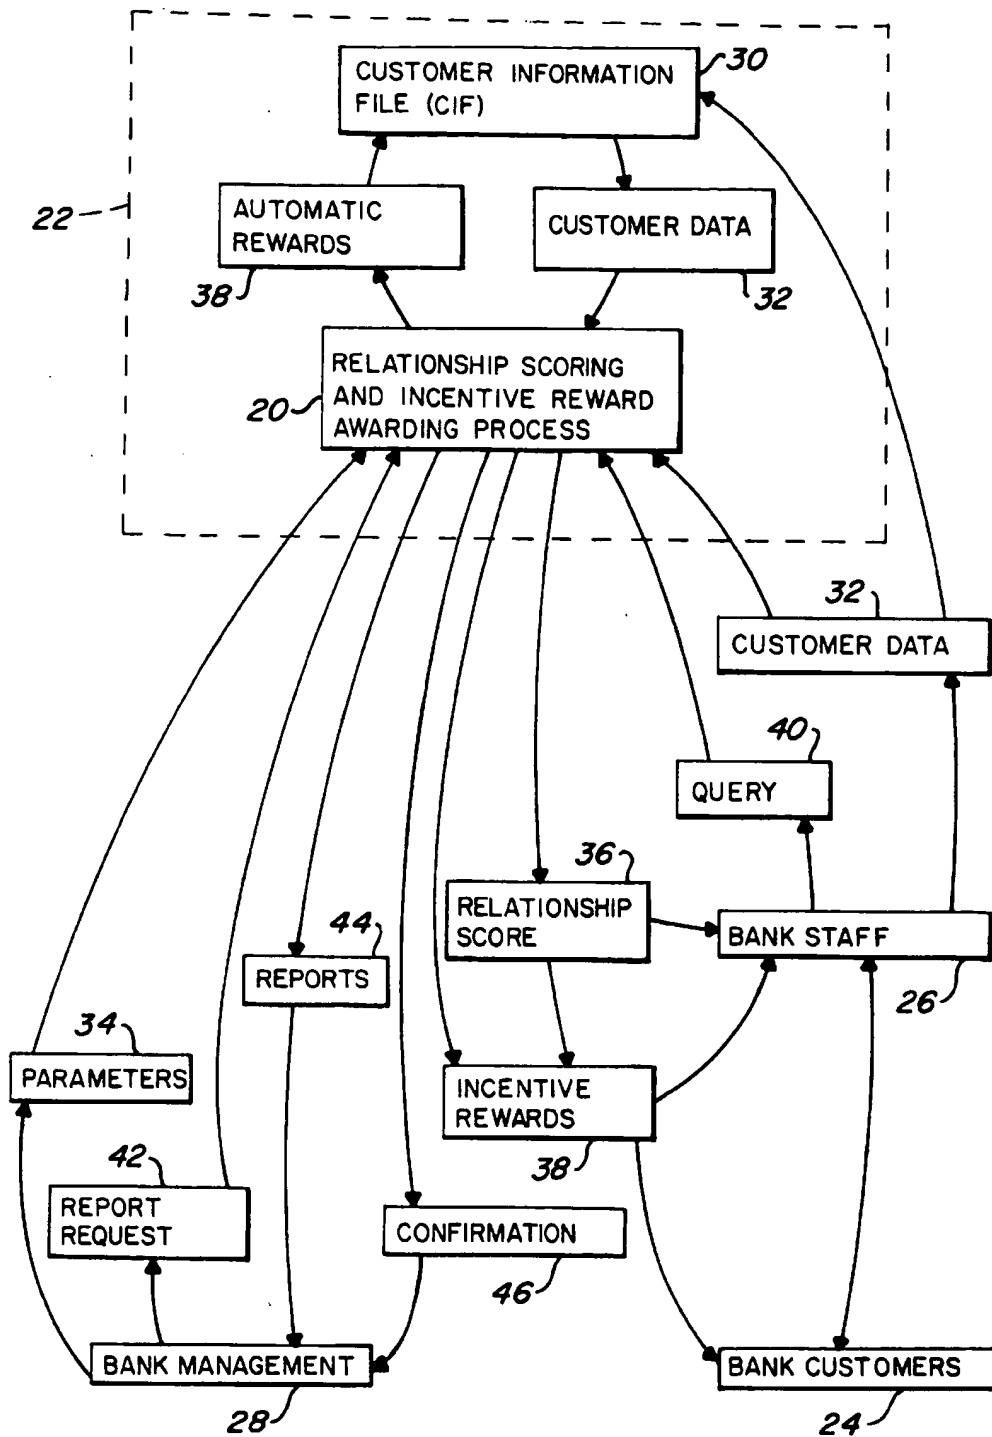 30
CUSTOMER INFORMATION
FILE (CIF)
22
AUTOMATIC
REWARDS
38
CUSTOMER DATA
32
RELATIONSHIP SCORING
AND INCENTIVE REWARD
AWARDING PROCESS
20
32
CUSTOMER DATA
40
QUERY
36
RELATIONSHIP
SCORE
BANK STAFF
26
44
REPORTS
34
PARAMETERS
INCENTIVE
REWARDS
38
42
REPORT
REQUEST
CONFIRMATION
46
BANK MANAGEMENT
28
BANK CUSTOMERS
24